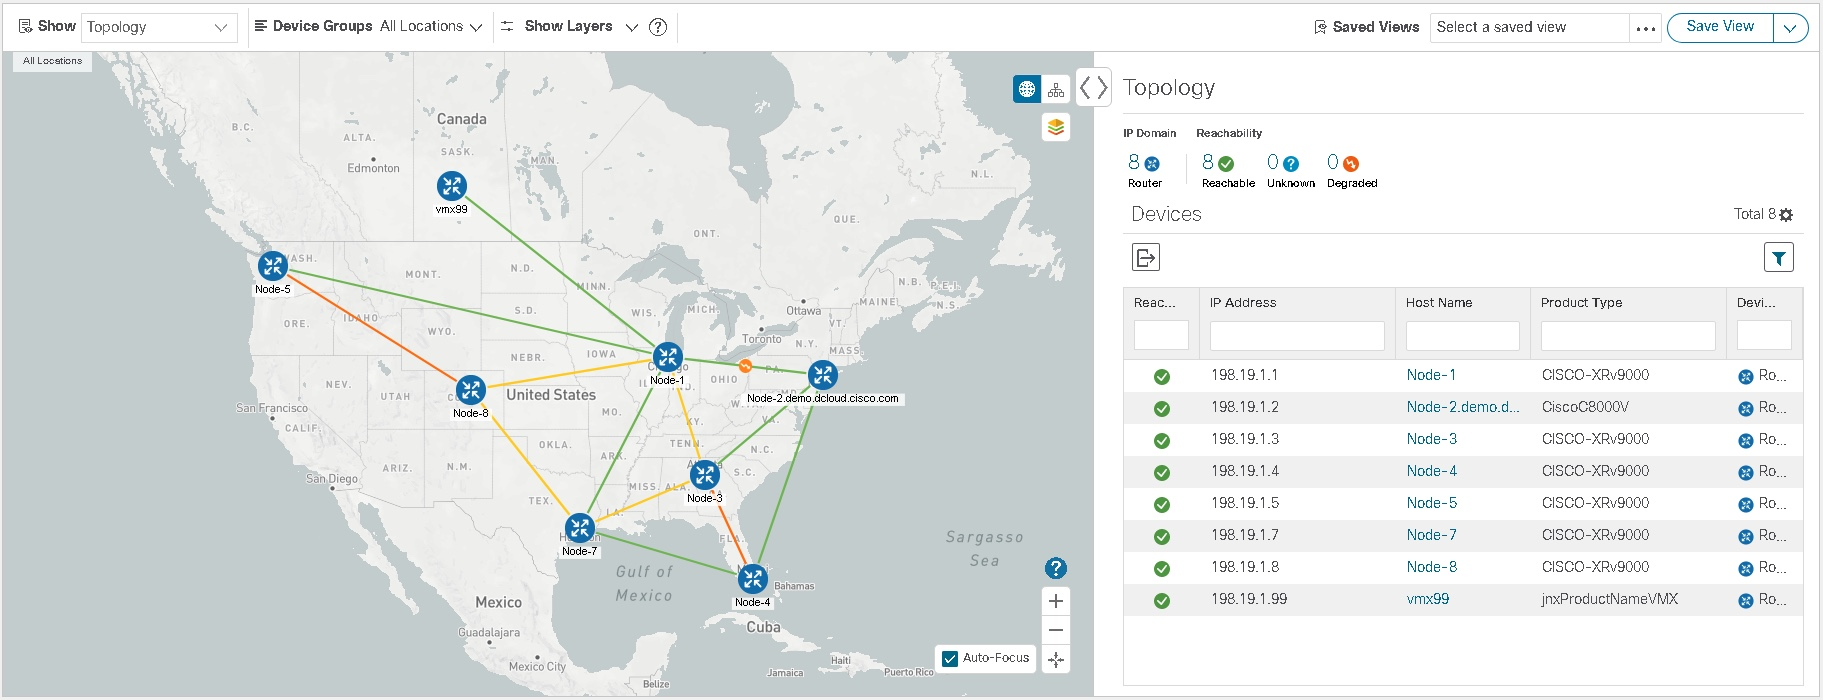 Show Topology Device Groups All Locations Show Layers ? Saved Views Select a saved view ... Save View
All Locations
Canada
B.C.
ALTA.
SASK.
MAN.
Edmonton
N.L.
vmx99
QUE.
ONT.
WASH.
Node-5
MONT.
N.D.
MINN.
N.B.
P.E.I.
N.S.
MAINE
Ottawa
VT.
ORE.
IDAHO
WYO.
S.D.
WIS.
MICH.
Toronto
N.Y.
MASS.
NEBR.
IOWA
Node-1
ILL.
IND.
OHIO
PA.
Node-2.demo.dcloud.cisco.com
NEV.
UTAH
Node-8
United States
San Francisco
CALIF.
MO.
KY.
VA.
OKLA.
ARK.
TENN.
N.C.
ARIZ.
N.M.
San Diego
MISS.
ALA.
S.C.
Node-3
TEX.
LA.
Node-7
FLA.
Sargasso
Sea
Gulf of
Mexico
Node-4
Bahamas
Mexico
Cuba
Guadalajara
Mexico City
Haiti
Jamaica
Puerto Rico
Belize
?
Auto-Focus
Topology
IP Domain Reachability
8 8 0 ? 0
Router Reachable Unknown Degraded
Devices Total 8
Reac... IP Address Host Name Product Type Devi...
198.19.1.1 Node-1 CISCO-XRv9000 Ro...
198.19.1.2 Node-2.demo.d... CiscoC8000V Ro...
198.19.1.3 Node-3 CISCO-XRv9000 Ro...
198.19.1.4 Node-4 CISCO-XRv9000 Ro...
198.19.1.5 Node-5 CISCO-XRv9000 Ro...
198.19.1.7 Node-7 CISCO-XRv9000 Ro...
198.19.1.8 Node-8 CISCO-XRv9000 Ro...
198.19.1.99 vmx99 jnxProductNameVMX Ro...